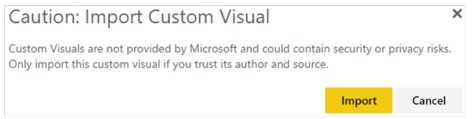 Caution: Import Custom Visual
Custom Visuals are not provided by Microsoft and could contain security or privacy risks.
Only import this custom visual if you trust its author and source.
Import Cancel